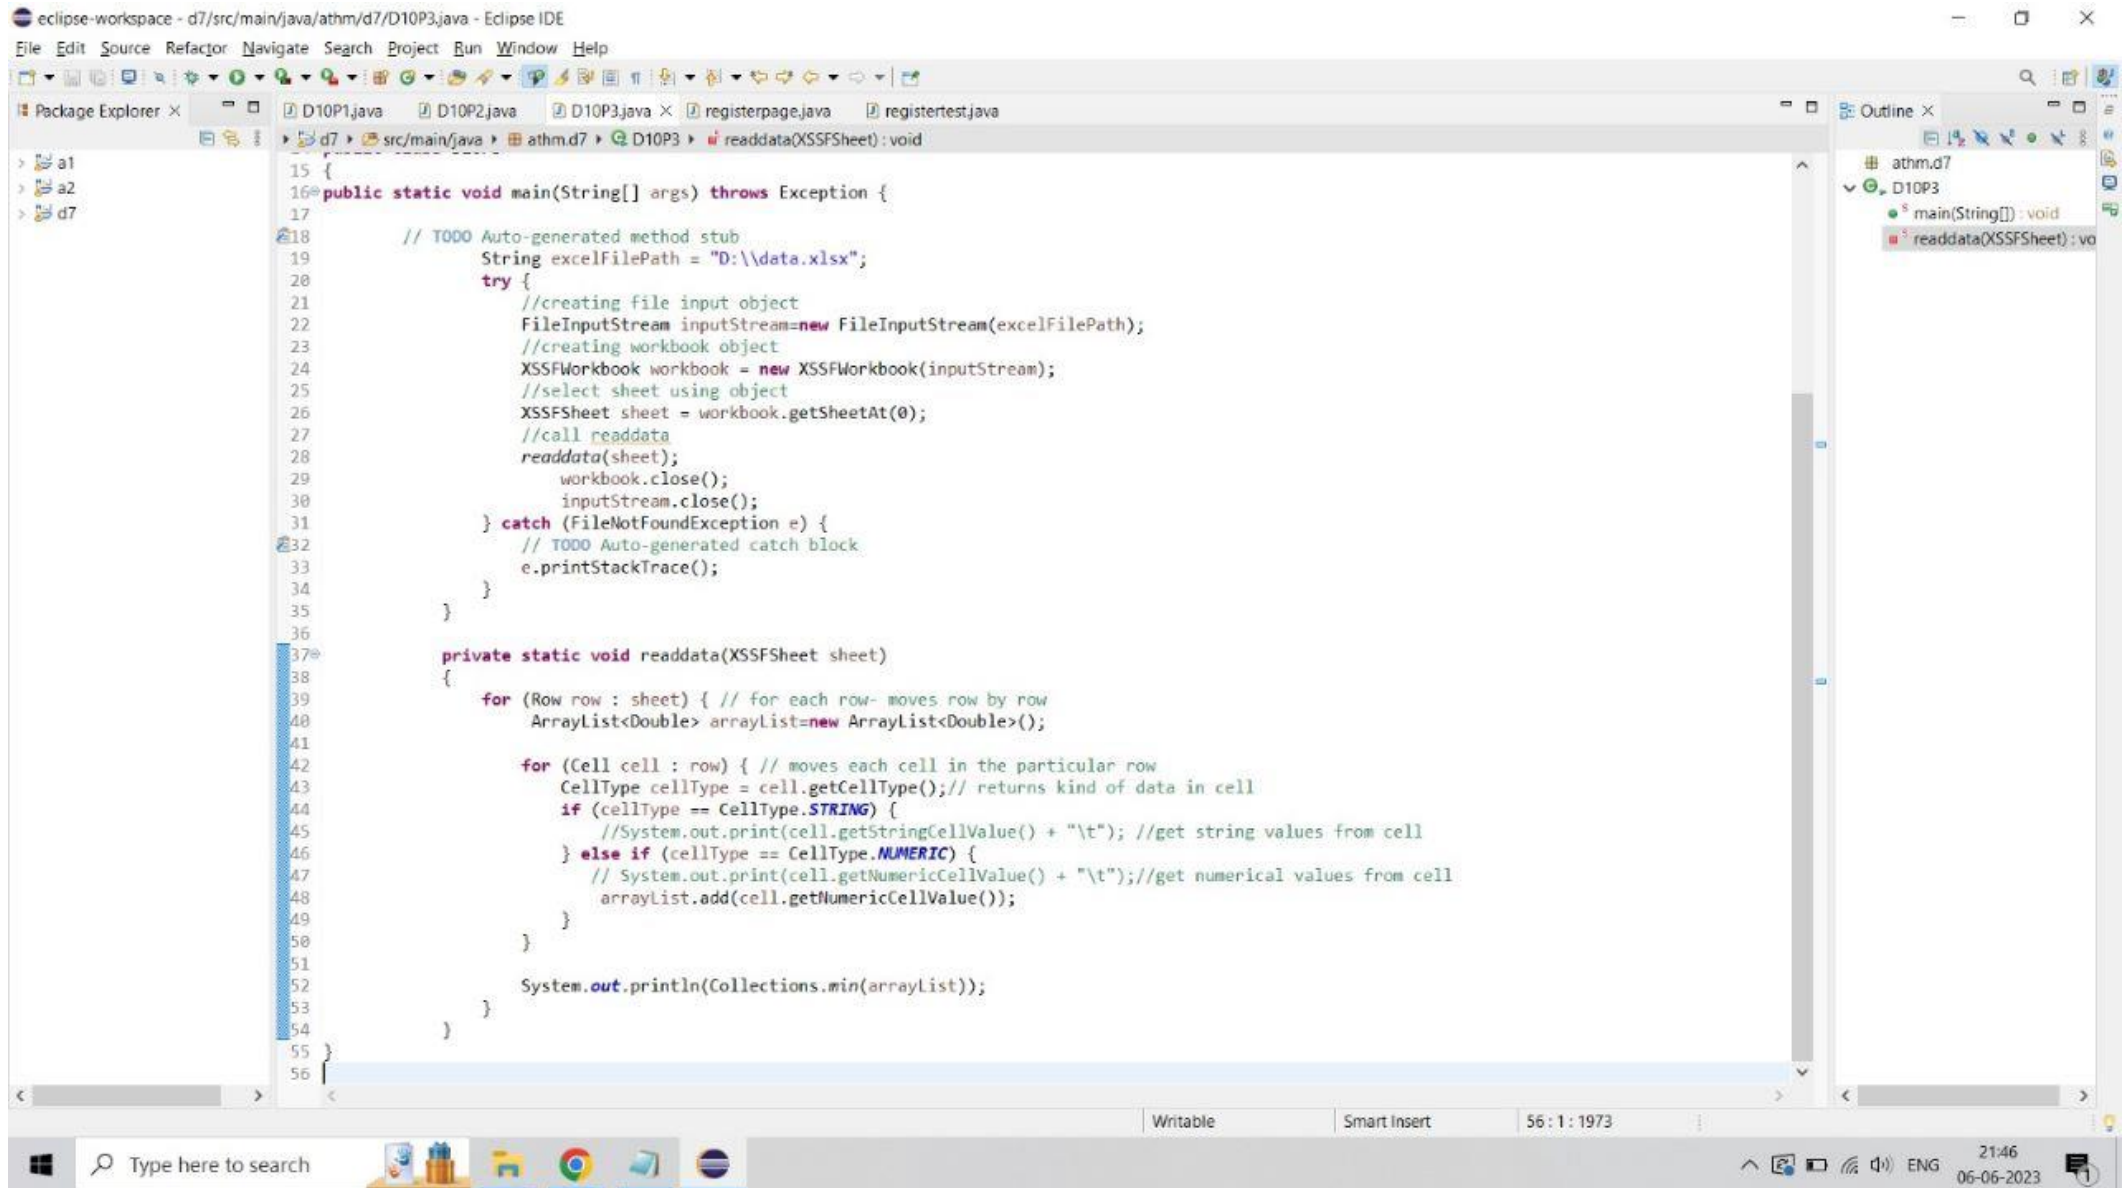 eclipse-workspace - d7/src/main/java/athm/d7/D10P3.java - Eclipse IDE
File Edit Source Refactor Navigate Search Project Run Window Help
Package Explorer
D10P1.java D10P2.java D10P3.java registerpage.java registertest.java
Outline
d7 src/main/java athm.d7 D10P3 readdata(XSSFSheet) : void
a1
a2
d7
15 {
16 public static void main(String[] args) throws Exception {
17
18 // TODO Auto-generated method stub
19 String excelFilePath = "D:\\data.xlsx";
20 try {
21 //creating file input object
22 FileInputStream inputStream=new FileInputStream(excelFilePath);
23 //creating workbook object
24 XSSFWorkbook workbook = new XSSFWorkbook(inputStream);
25 //select sheet using object
26 XSSFSheet sheet = workbook.getSheetAt(0);
27 //call readdata
28 readdata(sheet);
29 workbook.close();
30 inputStream.close();
31 } catch (FileNotFoundException e) {
32 // TODO Auto-generated catch block
33 e.printStackTrace();
34 }
35 }
36
37 private static void readdata(XSSFSheet sheet)
38 {
39 for (Row row : sheet) { // for each row- moves row by row
40 ArrayList<Double> arrayList=new ArrayList<Double>();
41
42 for (Cell cell : row) { // moves each cell in the particular row
43 CellType cellType = cell.getCellType();// returns kind of data in cell
44 if (cellType == CellType.STRING) {
45 //System.out.print(cell.getStringCellValue() + "\t"); //get string values from cell
46 } else if (cellType == CellType.NUMERIC) {
47 // System.out.print(cell.getNumericCellValue() + "\t");//get numerical values from cell
48 arrayList.add(cell.getNumericCellValue());
49 }
50 }
51
52 System.out.println(Collections.min(arrayList));
53 }
54 }
55 }
56
athm.d7
D10P3
main(String[]) : void
readdata(XSSFSheet) : vo
Writable Smart Insert 56 : 1 : 1973
Type here to search
ENG
21:46
06-06-2023
1